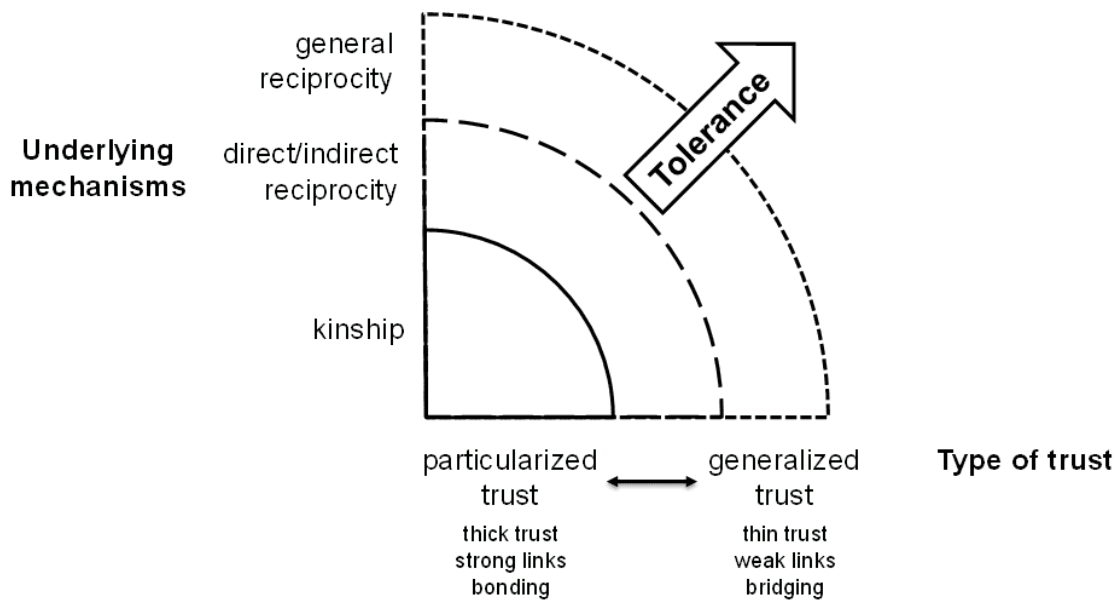 general
reciprocity
Tolerance
Underlying
mechanisms
direct/indirect
reciprocity
kinship
particularized
trust
generalized
trust
Type of trust
thick trust
strong links
bonding
thin trust
weak links
bridging